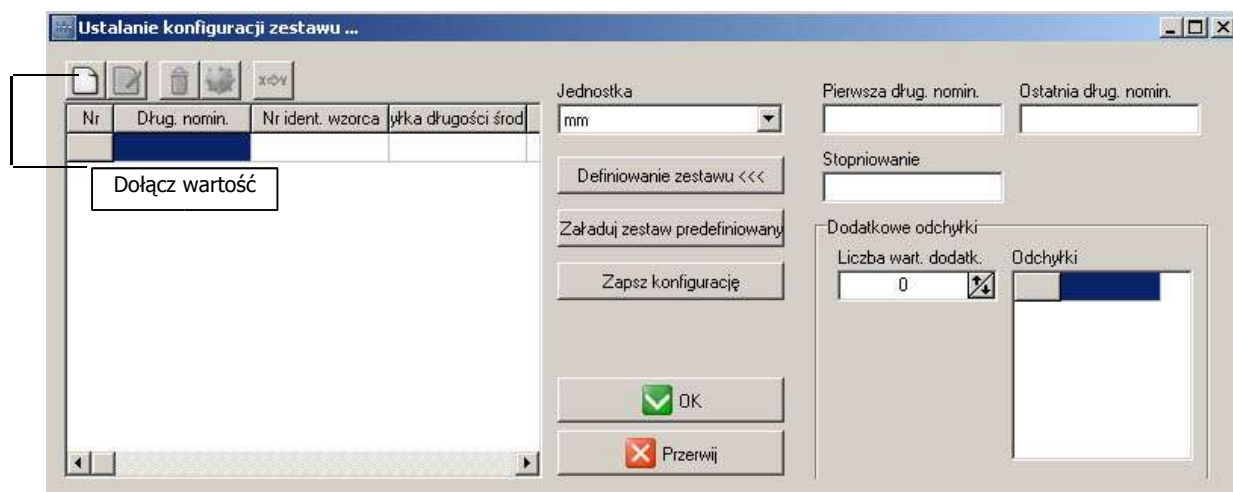 Ustalanie konfiguracji zestawu ...
X⇨Y
Nr Dług. nomin. Nr ident. wzorca yłka długości środ
Dołącz wartość
Jednostka
mm
Definiowanie zestawu <<<
Załaduj zestaw predefiniowany
Zapsz konfigurację
OK
Przerwij
Pierwsza dług. nomin. Ostatnia dług. nomin.
Stopniowanie
Dodatkowe odchyłki
Liczba wart. dodatk. Odchyłki
0